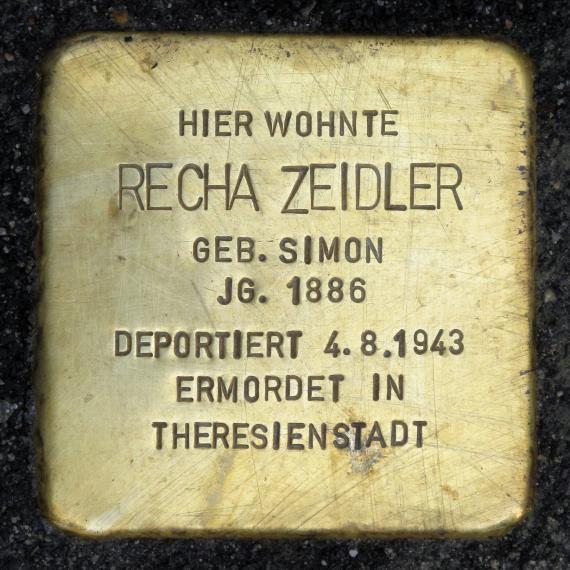 HIER WOHNTE
RECHA ZEIDLER
GEB. SIMON
JG. 1886
DEPORTIERT 4.8.1943
ERMORDET IN
THERESIENSTADT